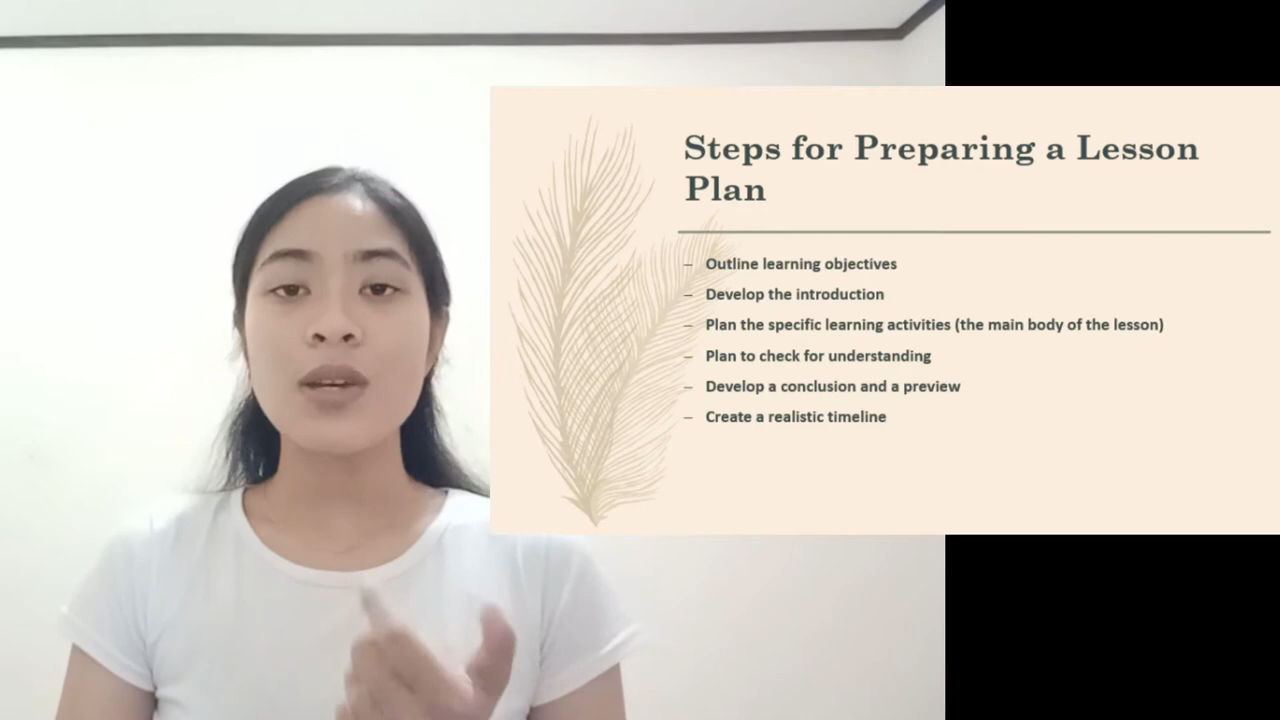 Steps for Preparing a Lesson
Plan
– Outline learning objectives
– Develop the introduction
– Plan the specific learning activities (the main body of the lesson)
– Plan to check for understanding
– Develop a conclusion and a preview
– Create a realistic timeline